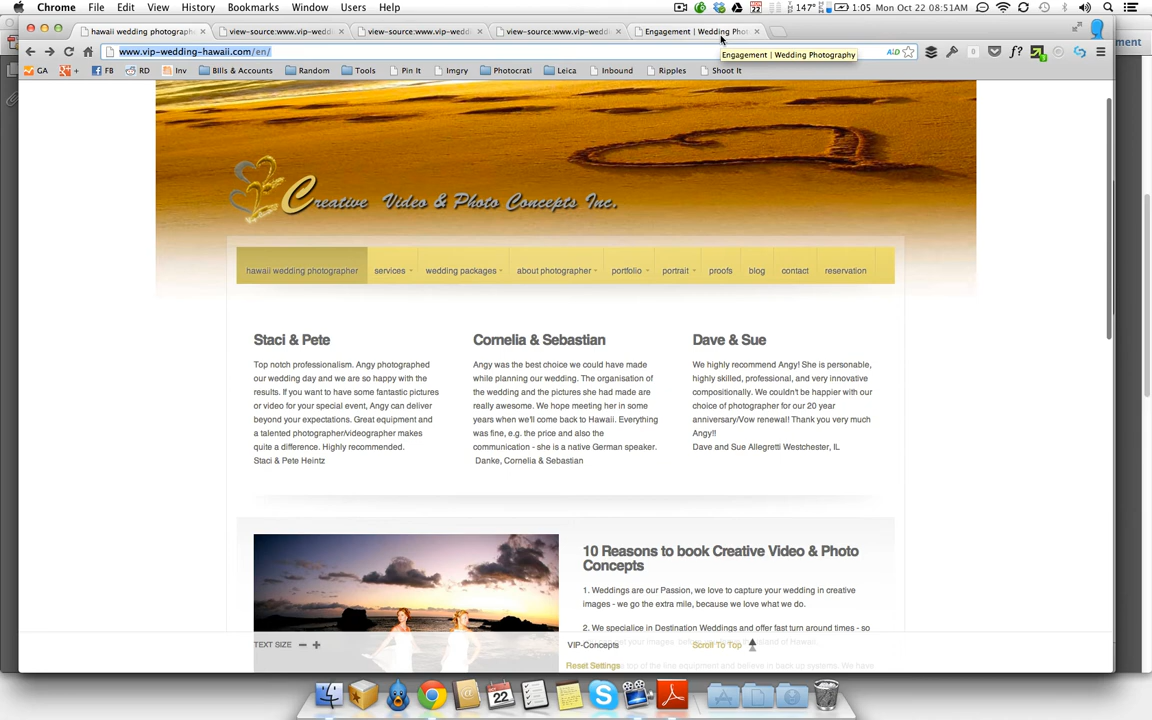 Chrome File Edit View History Bookmarks Window Users Help 22 147° 1:05 Mon Oct 22 08:51AM
hawaii wedding photograph view-source:www.vip-weddi view-source:www.vip-weddi view-source:www.vip-weddi Engagement | Wedding Phot
www.vip-wedding-hawaii.com/en/
Engagement | Wedding Photography
GA g+ FB RD Inv Bills & Accounts Random Tools Pin It Imgry Photocrati Leica Inbound Ripples Shoot It
Creative Video & Photo Concepts Inc.
hawaii wedding photographer services wedding packages about photographer portfolio portrait proofs blog contact reservation
Staci & Pete
Top notch professionalism. Angy photographed
our wedding day and we are so happy with the
results. If you want to have some fantastic pictures
or video for your special event, Angy can deliver
beyond your expectations. Great equipment and
a talented photographer/videographer makes
quite a difference. Highly recommended.
Staci & Pete Heintz
Cornelia & Sebastian
Angy was the best choice we could have made
while planning our wedding. The organisation of
the wedding and the pictures she had made are
really awesome. We hope meeting her in some
years when we'll come back to Hawaii. Everything
was fine, e.g. the price and also the
communication - she is a native German speaker.
Danke, Cornelia & Sebastian
Dave & Sue
We highly recommend Angy! She is personable,
highly skilled, professional, and very innovative
compositionally. We couldn't be happier with our
choice of photographer for our 20 year
anniversary/Vow renewal! Thank you very much
Angy!!
Dave and Sue Allegretti Westchester, IL
10 Reasons to book Creative Video & Photo
Concepts
1. Weddings are our Passion, we love to capture your wedding in creative
images - we go the extra mile, because we love what we do.
2. We specialice in Destination Weddings and offer fast turn around times - so
TEXT SIZE VIP-Concepts Scroll To Top
Reset Settings
22